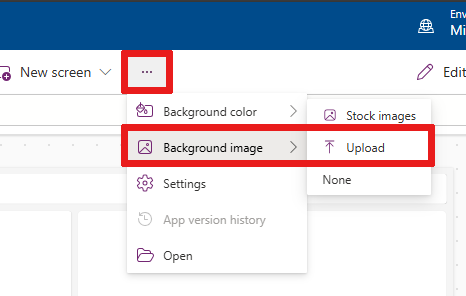 Env
Mi
New screen
...
Edit
Background color
Stock images
Background image
Upload
Settings
None
App version history
Open